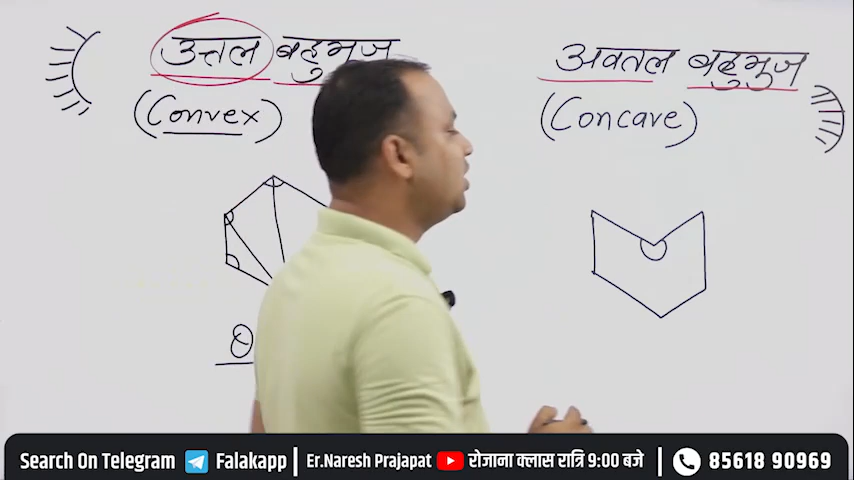 उत्तल बहुभुज
(Convex)
θ
अवतल बहुभुज
(Concave)
Search On Telegram Falakapp | Er.Naresh Prajapat रोजाना क्लास रात्रि 9:00 बजे | 85618 90969